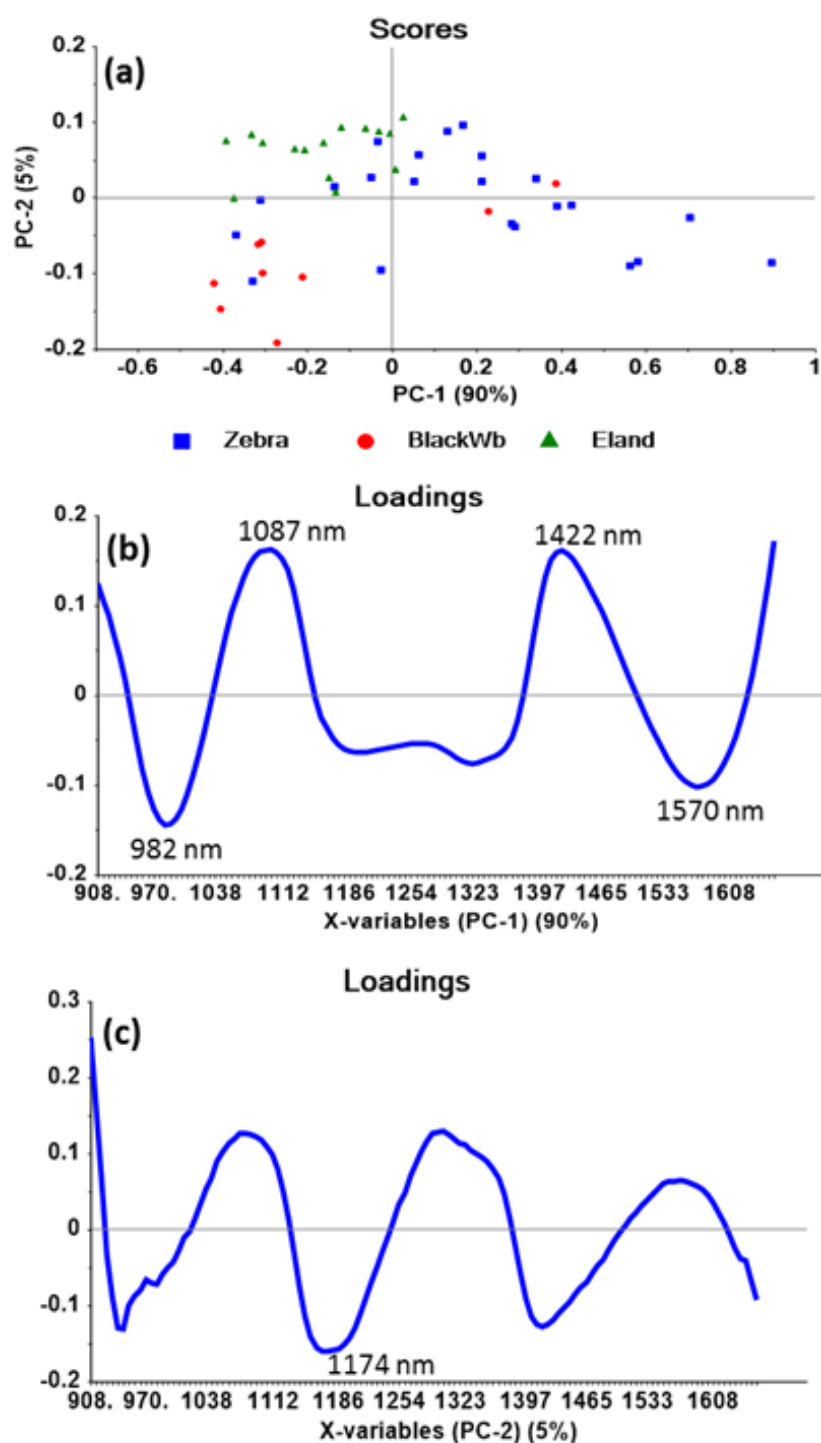 Scores
(a)
0.2
0.1
0
-0.1
-0.2
PC-2 (5%)
-0.6 -0.4 -0.2 0 0.2 0.4 0.6 0.8 1
PC-1 (90%)
Zebra BlackWb Eland
Loadings
(b)
0.2
0.1
0
-0.1
-0.2
1087 nm 1422 nm
982 nm 1570 nm
908. 970. 1038 1112 1186 1254 1323 1397 1465 1533 1608
X-variables (PC-1) (90%)
Loadings
(c)
0.3
0.2
0.1
0
-0.1
-0.2
1174 nm
908. 970. 1038 1112 1186 1254 1323 1397 1465 1533 1608
X-variables (PC-2) (5%)